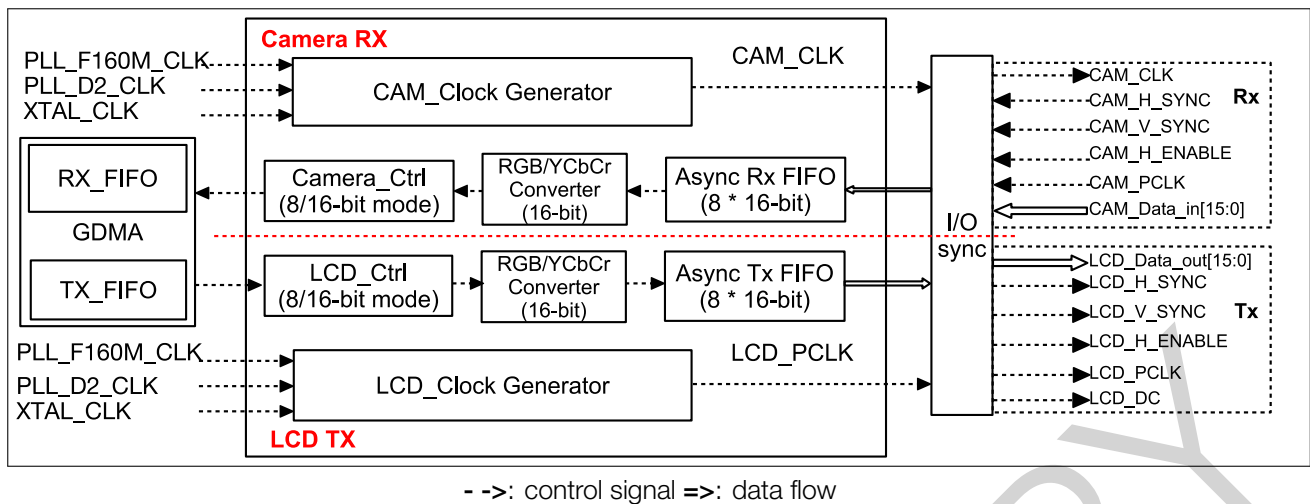 Camera RX
PLL_F160M_CLK
PLL_D2_CLK
XTAL_CLK
CAM_Clock Generator
CAM_CLK
RX_FIFO
GDMA
TX_FIFO
Camera_Ctrl
(8/16-bit mode)
RGB/YCbCr
Converter
(16-bit)
Async Rx FIFO
(8 * 16-bit)
LCD_Ctrl
(8/16-bit mode)
RGB/YCbCr
Converter
(16-bit)
Async Tx FIFO
(8 * 16-bit)
PLL_F160M_CLK
PLL_D2_CLK
XTAL_CLK
LCD_Clock Generator
LCD_PCLK
LCD TX
I/O
sync
CAM_CLK
CAM_H_SYNC
Rx
CAM_V_SYNC
CAM_H_ENABLE
CAM_PCLK
CAM_Data_in[15:0]
LCD_Data_out[15:0]
LCD_H_SYNC
LCD_V_SYNC
Tx
LCD_H_ENABLE
LCD_PCLK
LCD_DC
- ->: control signal =>: data flow